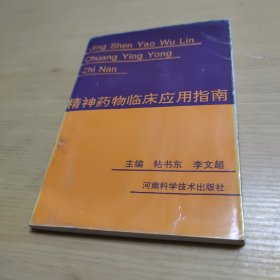 Jing Shen Yao Wu Lin
Chuang Ying Yong
Zhi Nan
精神药物临床应用指南
主编 帖书东 李文超
河南科学技术出版社